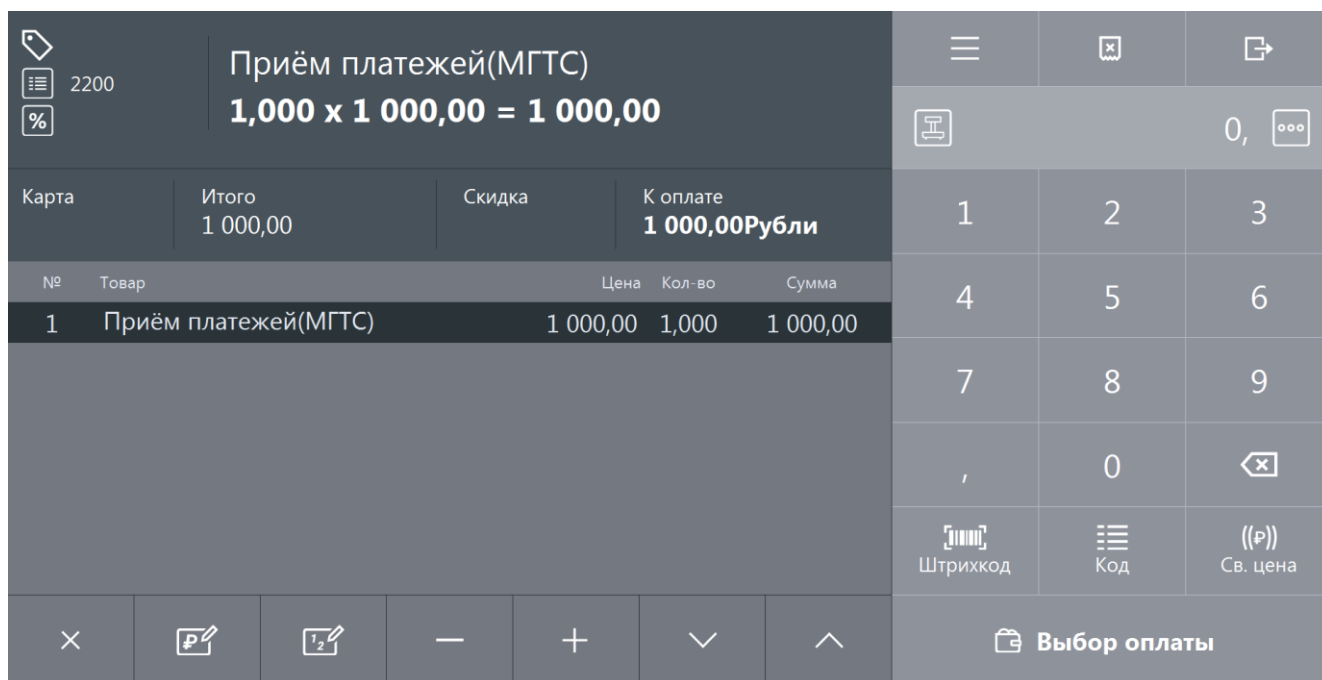 2200
%
Приём платежей(МГТС)
1,000 x 1 000,00 = 1 000,00
Карта
Итого
1 000,00
Скидка
К оплате
1 000,00Рубли
№ Товар Цена Кол-во Сумма
1 Приём платежей(МГТС) 1 000,00 1,000 1 000,00
0,
1 2 3
4 5 6
7 8 9
, 0
Штрихкод Код ((₽)) Св. цена
Выбор оплаты